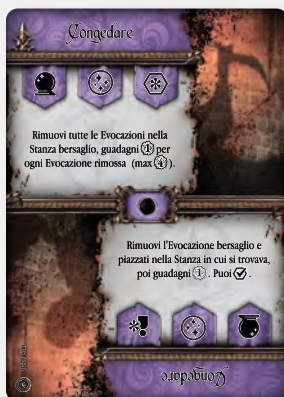 Congedare
Rimuovi tutte le Evocazioni nella
Stanza bersaglio, guadagni 1 per
ogni Evocazione rimossa (max 4).
Rimuovi l'Evocazione bersaglio e
piazzati nella Stanza in cui si trovava,
poi guadagni 1. Puoi ✓.
Congedare